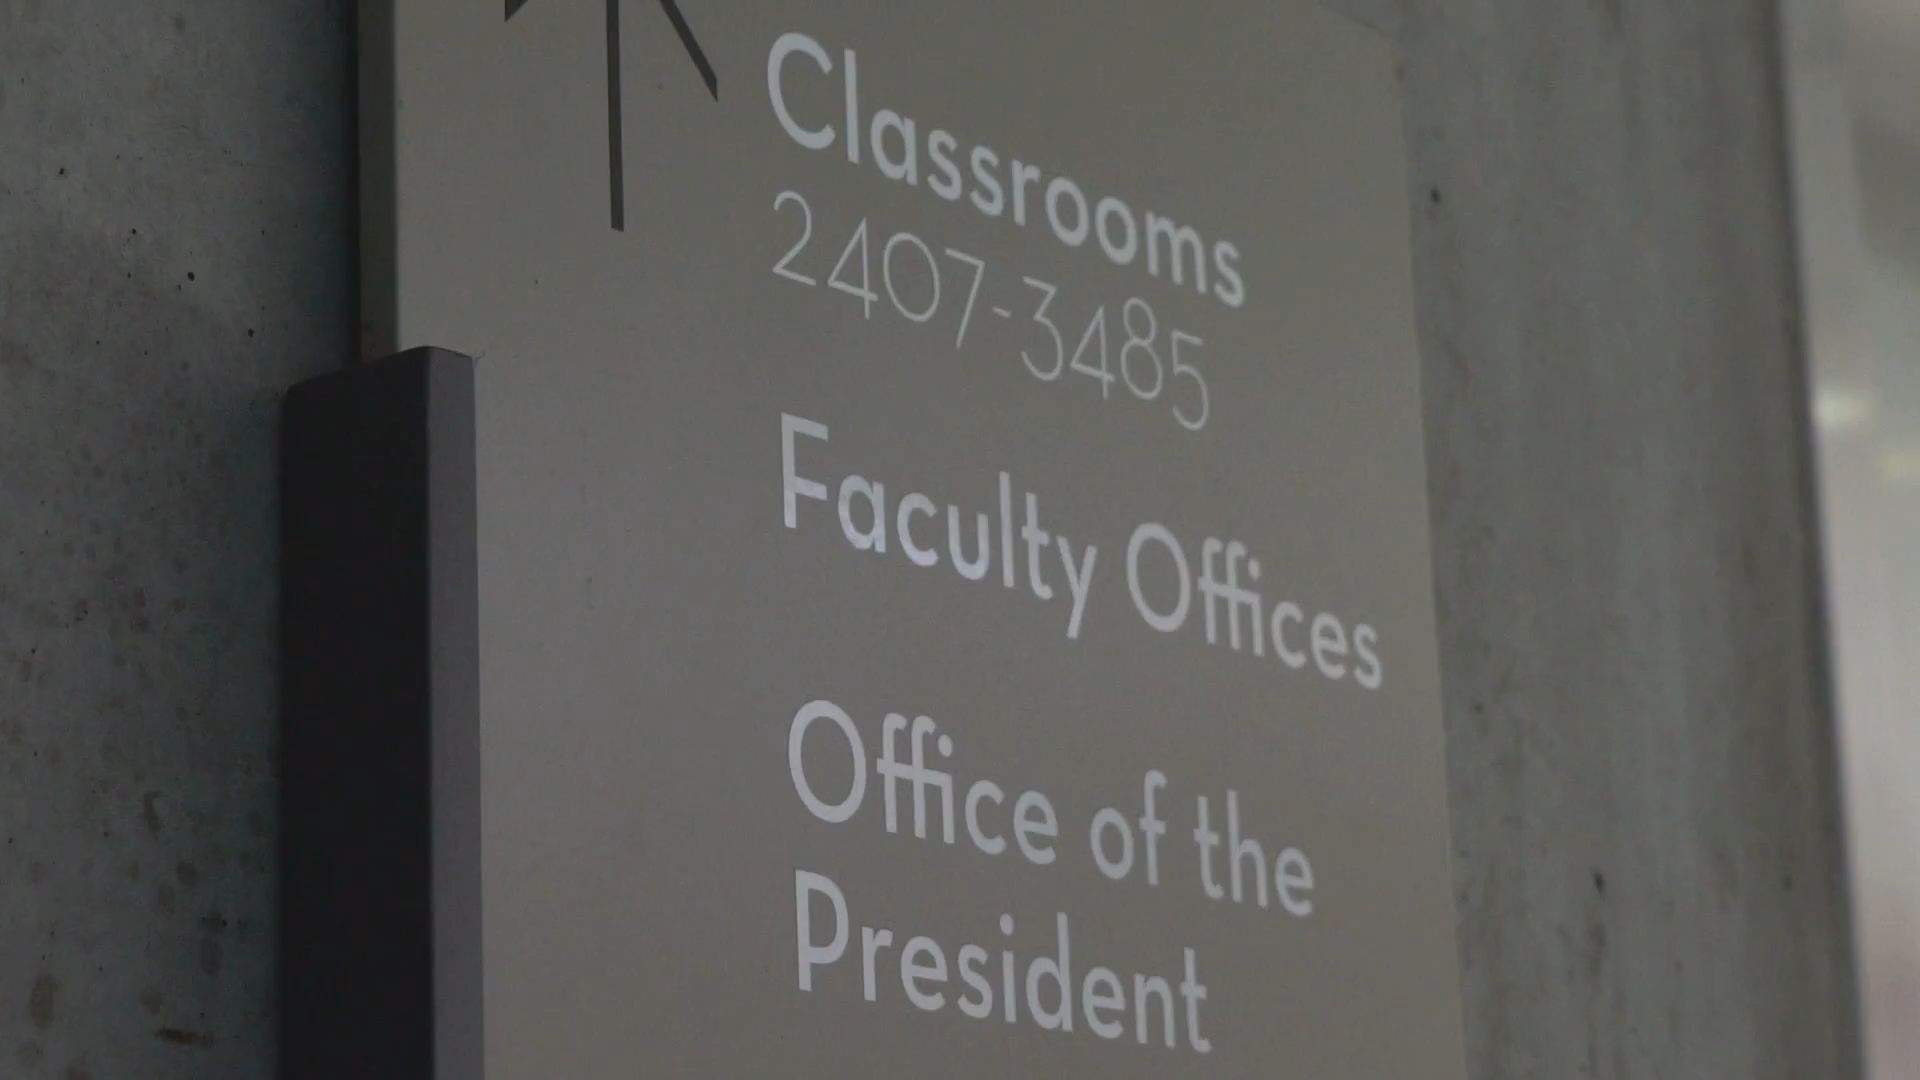 Classrooms
2407-3485
Faculty Offices
Office of the
President